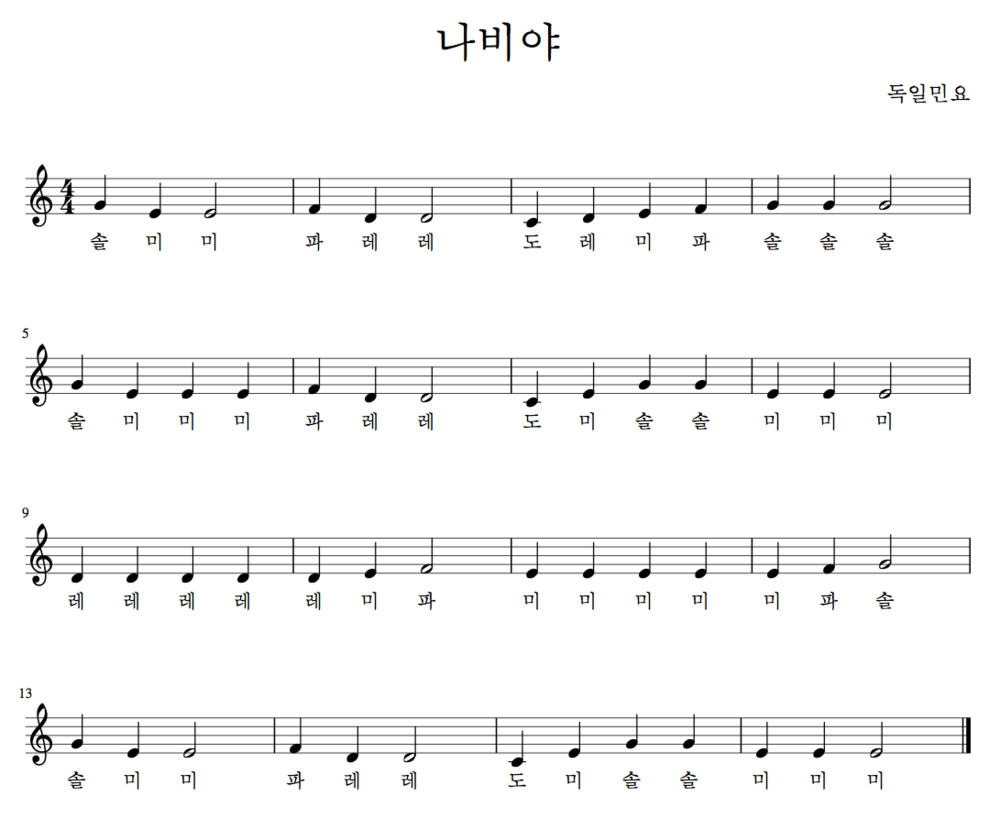 나비야
독일민요
4
4
솔 미 미 파 레 레 도 레 미 파 솔 솔 솔
5
솔 미 미 미 파 레 레 도 미 솔 솔 미 미 미
9
레 레 레 레 레 미 파 미 미 미 미 미 파 솔
13
솔 미 미 파 레 레 도 미 솔 솔 미 미 미